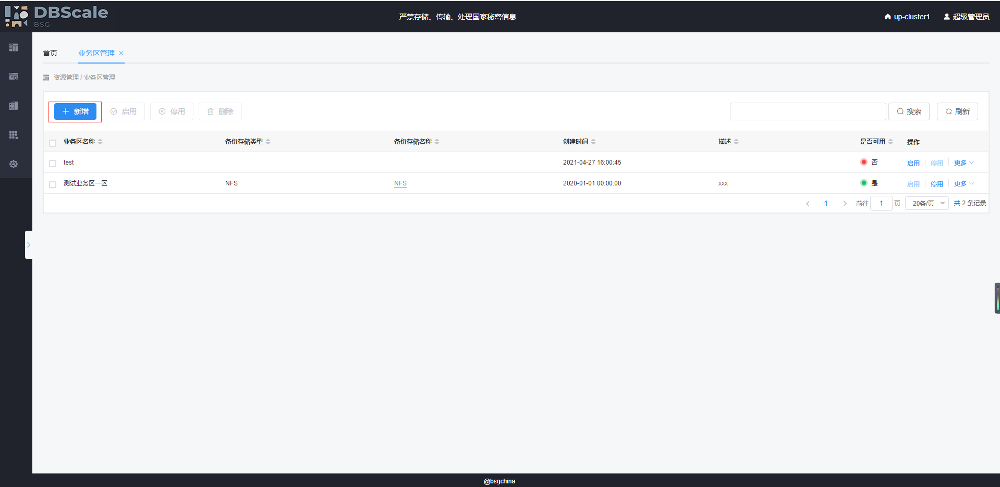 DBScale
BSG
严禁存储、传输、处理国家秘密信息
up-cluster1
超级管理员
首页
业务区管理
资源管理 / 业务区管理
新增
启用
停用
删除
搜索
刷新
业务区名称 备份存储类型 备份存储名称 创建时间 描述 是否可用 操作
test 2021-04-27 16:00:45 否 启用 停用 更多
测试业务区一区 NFS NFS 2020-01-01 00:00:00 xxx 是 启用 停用 更多
1 前往 1 页 20条/页 共 2 条记录
@bsgchina